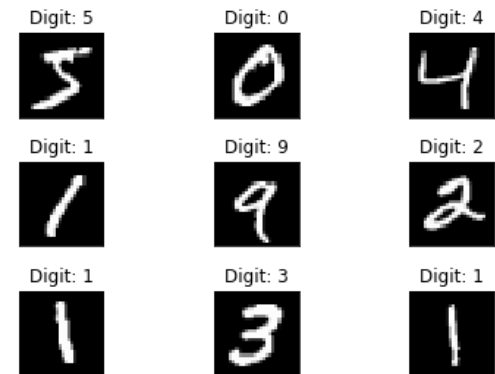 Digit: 5 Digit: 0 Digit: 4
5 0 4
Digit: 1 Digit: 9 Digit: 2
1 9 2
Digit: 1 Digit: 3 Digit: 1
1 3 1